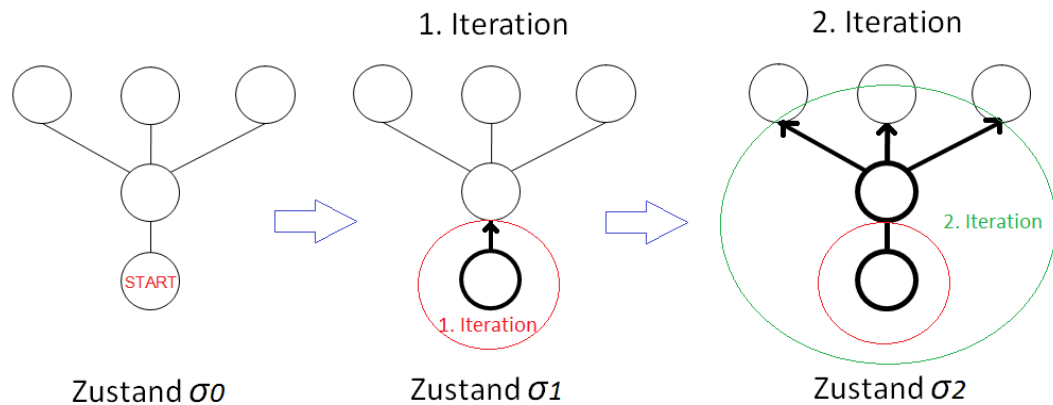 1. Iteration
2. Iteration
START
1. Iteration
2. Iteration
Zustand σ0
Zustand σ1
Zustand σ2